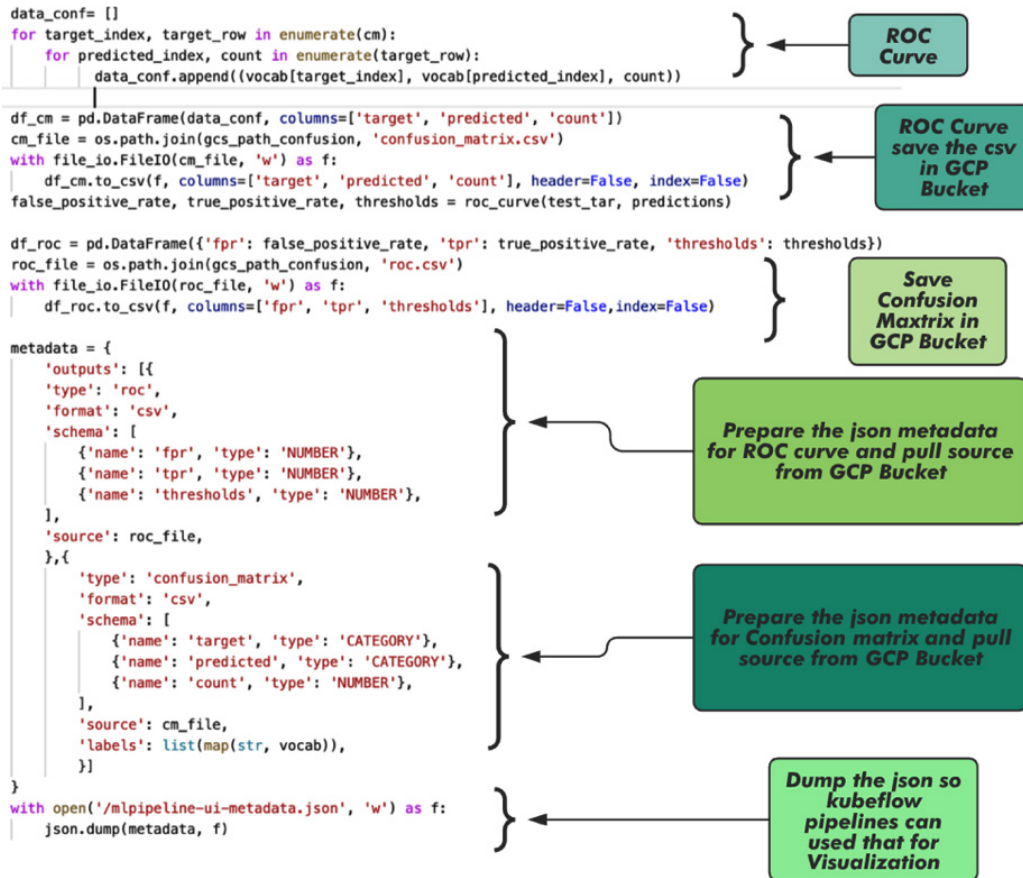 data_conf= []
for target_index, target_row in enumerate(cm):
    for predicted_index, count in enumerate(target_row):
        data_conf.append((vocab[target_index], vocab[predicted_index], count))
ROC
Curve
df_cm = pd.DataFrame(data_conf, columns=['target', 'predicted', 'count'])
cm_file = os.path.join(gcs_path_confusion, 'confusion_matrix.csv')
with file_io.FileIO(cm_file, 'w') as f:
    df_cm.to_csv(f, columns=['target', 'predicted', 'count'], header=False, index=False)
false_positive_rate, true_positive_rate, thresholds = roc_curve(test_tar, predictions)
ROC Curve
save the csv
in GCP
Bucket
df_roc = pd.DataFrame({'fpr': false_positive_rate, 'tpr': true_positive_rate, 'thresholds': thresholds})
roc_file = os.path.join(gcs_path_confusion, 'roc.csv')
with file_io.FileIO(roc_file, 'w') as f:
    df_roc.to_csv(f, columns=['fpr', 'tpr', 'thresholds'], header=False,index=False)
Save
Confusion
Maxtrix in
GCP Bucket
metadata = {
    'outputs': [{
    'type': 'roc',
    'format': 'csv',
    'schema': [
        {'name': 'fpr', 'type': 'NUMBER'},
        {'name': 'tpr', 'type': 'NUMBER'},
        {'name': 'thresholds', 'type': 'NUMBER'},
    ],
    'source': roc_file,
    },{
Prepare the json metadata
for ROC curve and pull source
from GCP Bucket
        'type': 'confusion_matrix',
        'format': 'csv',
        'schema': [
            {'name': 'target', 'type': 'CATEGORY'},
            {'name': 'predicted', 'type': 'CATEGORY'},
            {'name': 'count', 'type': 'NUMBER'},
        ],
        'source': cm_file,
        'labels': list(map(str, vocab)),
        }]
}
Prepare the json metadata
for Confusion matrix and pull
source from GCP Bucket
with open('/mlpipeline-ui-metadata.json', 'w') as f:
    json.dump(metadata, f)
Dump the json so
kubeflow
pipelines can
used that for
Visualization